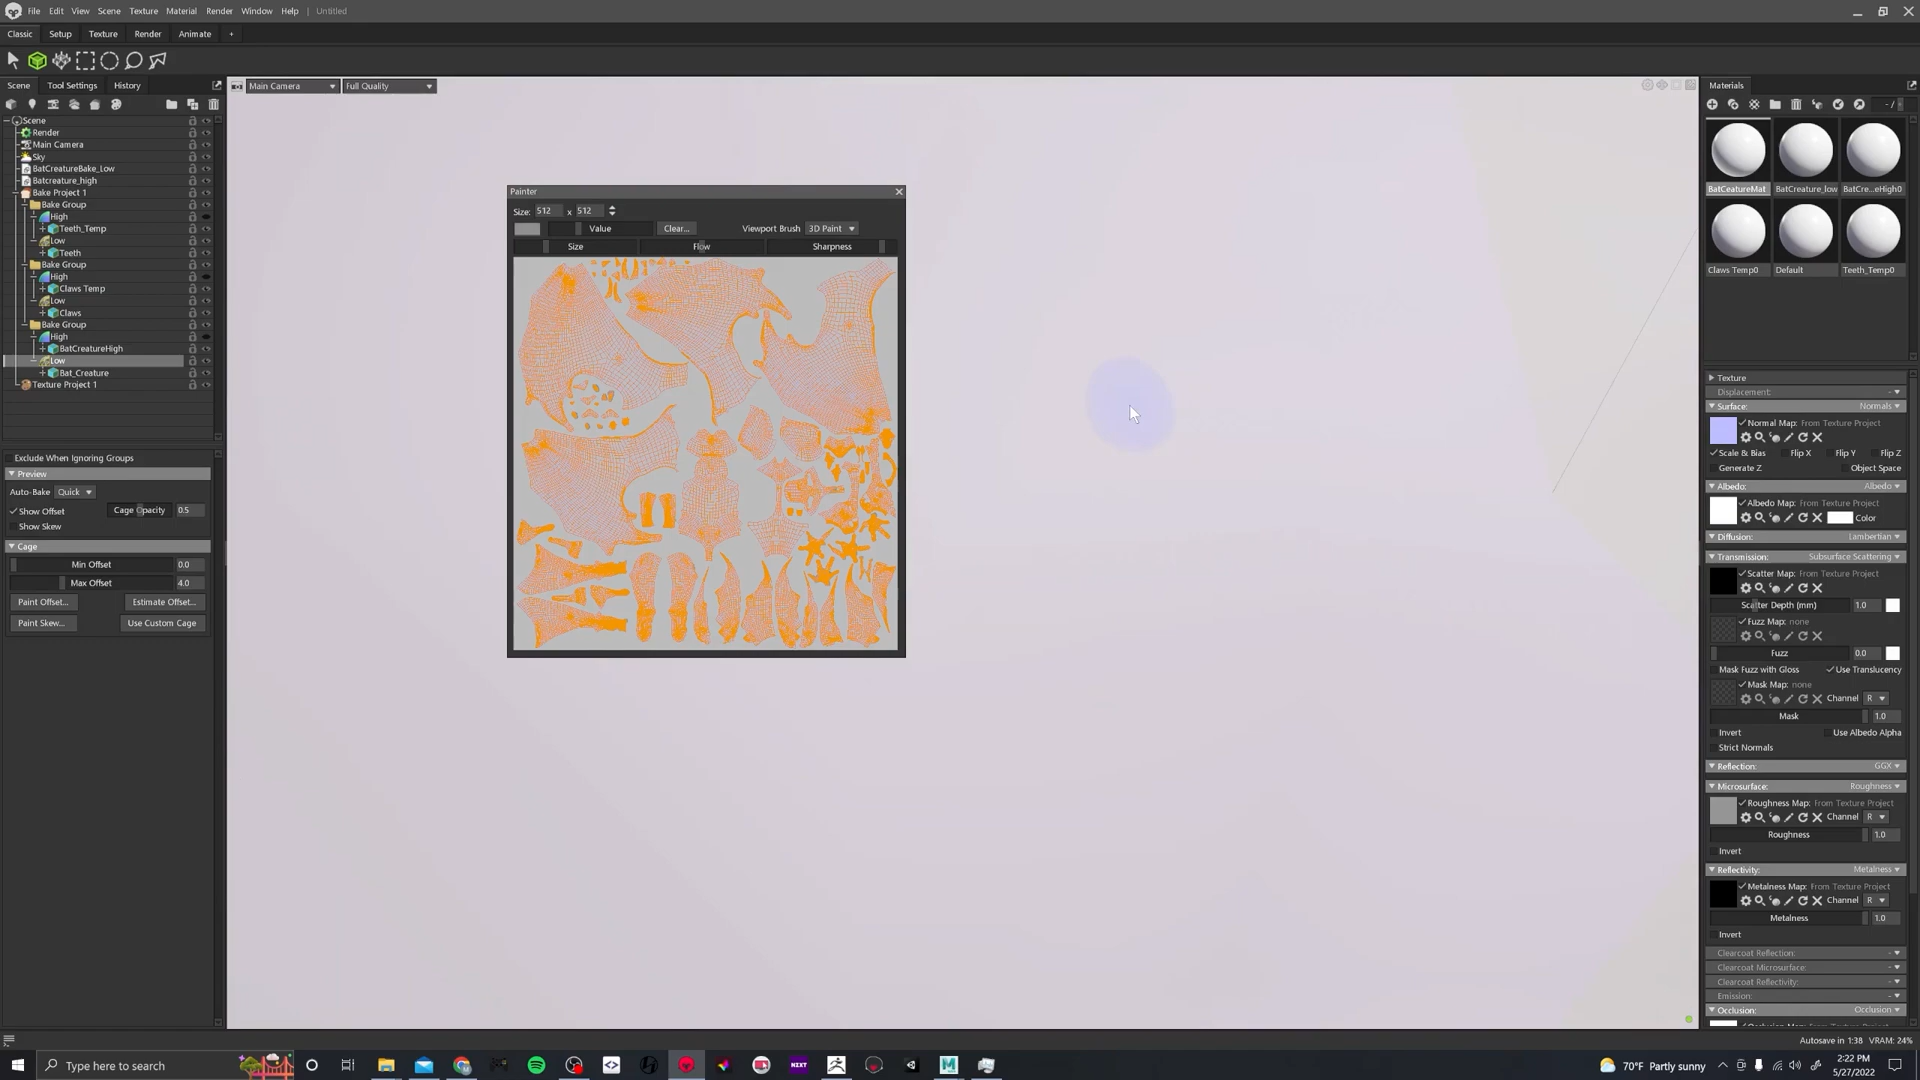 File Edit View Scene Texture Material Render Window Help | Untitled
Classic Setup Texture Render Animate +
Scene Tool Settings History
Main Camera Full Quality
Scene
Render
Main Camera
Sky
BatCreatureBake_Low
Batcreature_high
Bake Project 1
Bake Group
High
Teeth_Temp
Low
Teeth
Bake Group
High
Claws Temp
Low
Claws
Bake Group
High
BatCreatureHigh
Low
Bat_Creature
Texture Project 1
Exclude When Ignoring Groups
Preview
Auto-Bake Quick
Show Offset Cage Opacity 0.5
Show Skew
Cage
Min Offset 0.0
Max Offset 4.0
Paint Offset... Estimate Offset...
Paint Skew... Use Custom Cage
Painter
Size: 512 x 512
Value Clear... Viewport Brush 3D Paint
Size Flow Sharpness
Materials
BatCeatureMat BatCreature_low BatCre...eHigh0
Claws Temp0 Default Teeth_Temp0
Texture
Displacement: -
Surface: Normals
Normal Map: From Texture Project
Scale & Bias Flip X Flip Y Flip Z
Generate Z Object Space
Albedo: Albedo
Albedo Map: From Texture Project
Color
Diffusion: Lambertian
Transmission: Subsurface Scattering
Scatter Map: From Texture Project
Scatter Depth (mm) 1.0
Fuzz Map: none
Fuzz 0.0
Mask Fuzz with Gloss Use Translucency
Mask Map: none
Channel R
Mask 1.0
Invert Use Albedo Alpha
Strict Normals
Reflection: GGX
Microsurface: Roughness
Roughness Map: From Texture Project
Channel R
Roughness 1.0
Invert
Reflectivity: Metalness
Metalness Map: From Texture Project
Channel R
Metalness 1.0
Invert
Clearcoat Reflection: -
Clearcoat Microsurface: -
Clearcoat Reflectivity: -
Emission: -
Occlusion: Occlusion
Autosave in 1:38 VRAM: 24%
Type here to search
NZXT
70°F Partly sunny
2:22 PM
5/27/2022